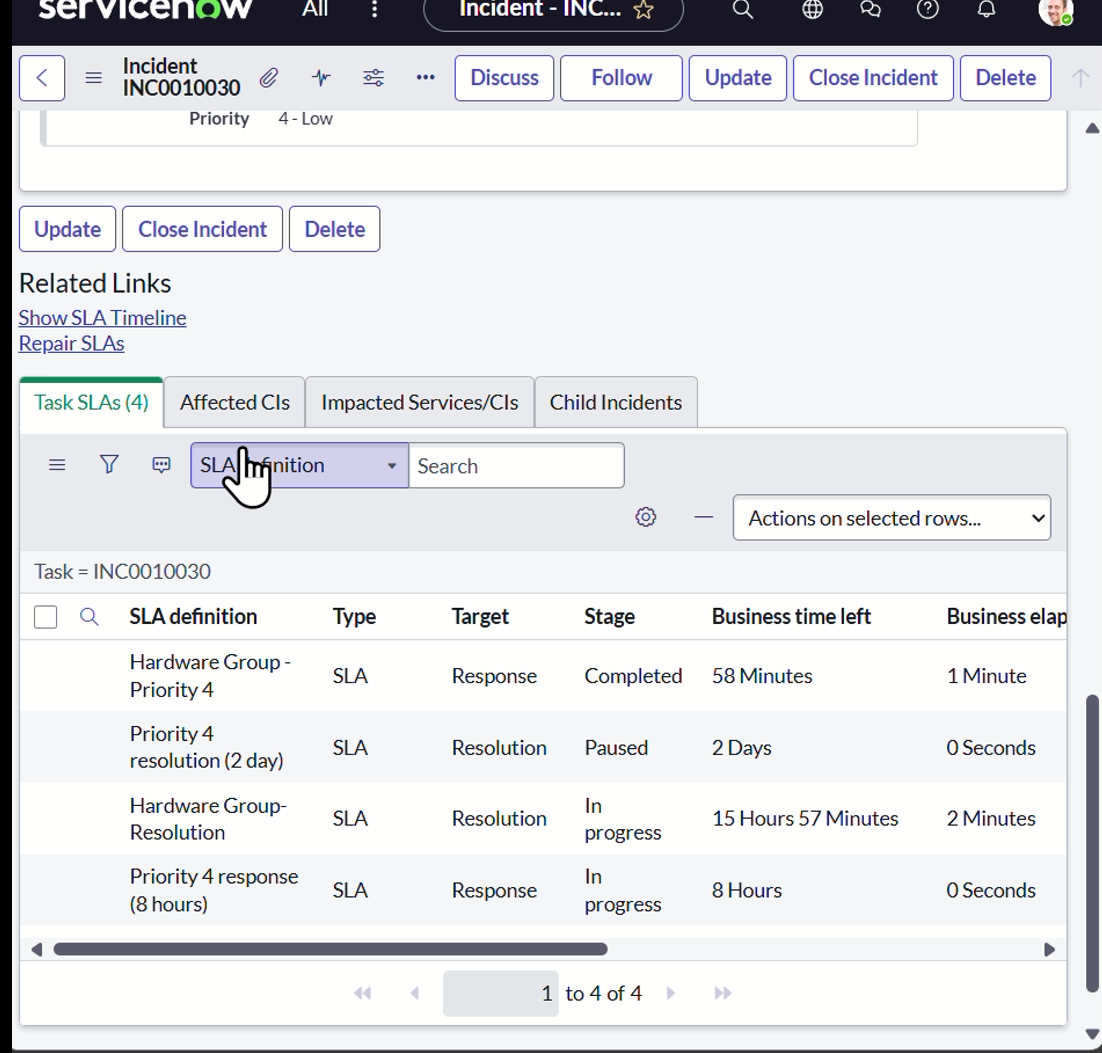 servicenow All Incident - INC...
Incident
INC0010030
Discuss Follow Update Close Incident Delete
Priority 4 - Low
Update Close Incident Delete
Related Links
Show SLA Timeline
Repair SLAs
Task SLAs (4) Affected CIs Impacted Services/CIs Child Incidents
SLA definition Search
Actions on selected rows...
Task = INC0010030
SLA definition Type Target Stage Business time left Business elap
Hardware Group -
Priority 4 SLA Response Completed 58 Minutes 1 Minute
Priority 4
resolution (2 day) SLA Resolution Paused 2 Days 0 Seconds
Hardware Group-
Resolution SLA Resolution In
progress 15 Hours 57 Minutes 2 Minutes
Priority 4 response
(8 hours) SLA Response In
progress 8 Hours 0 Seconds
1 to 4 of 4